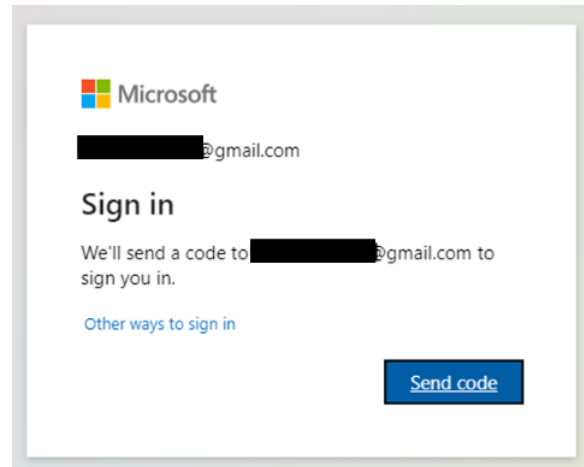 Microsoft
@gmail.com
Sign in
We'll send a code to @gmail.com to
sign you in.
Other ways to sign in
Send code